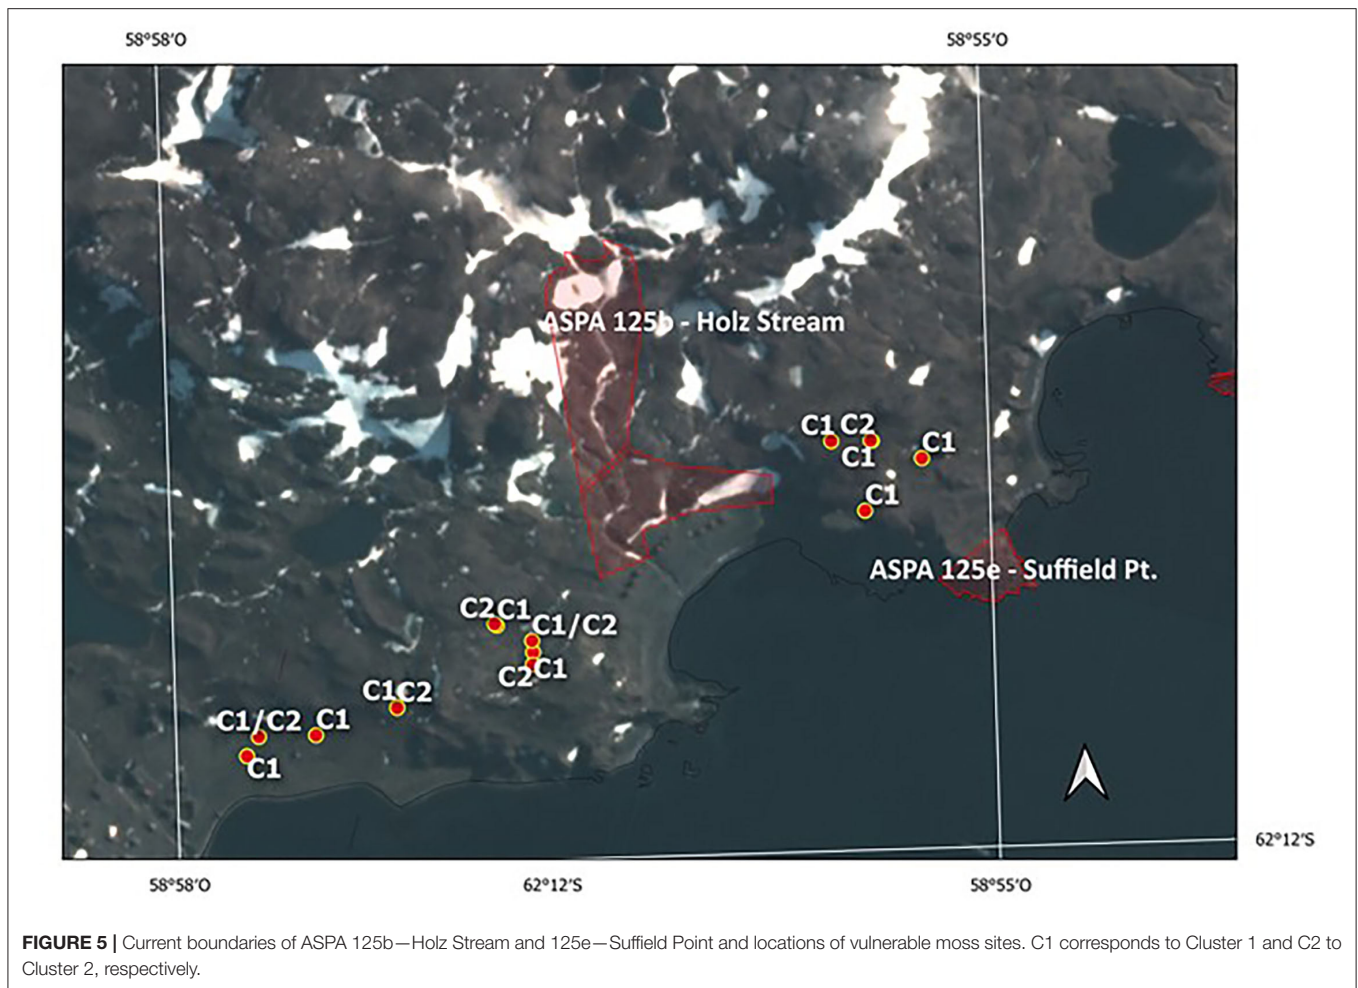 58°58'O 58°55'O
ASPA 125b - Holz Stream
C1 C2
C1
C1
C1
ASPA 125e - Suffield Pt.
C2 C1
C1/C2
C2 C1
C1 C2
C1/C2 C1
C1
62°12'S
58°58'O 62°12'S 58°55'O
FIGURE 5 | Current boundaries of ASPA 125b—Holz Stream and 125e—Suffield Point and locations of vulnerable moss sites. C1 corresponds to Cluster 1 and C2 to
Cluster 2, respectively.